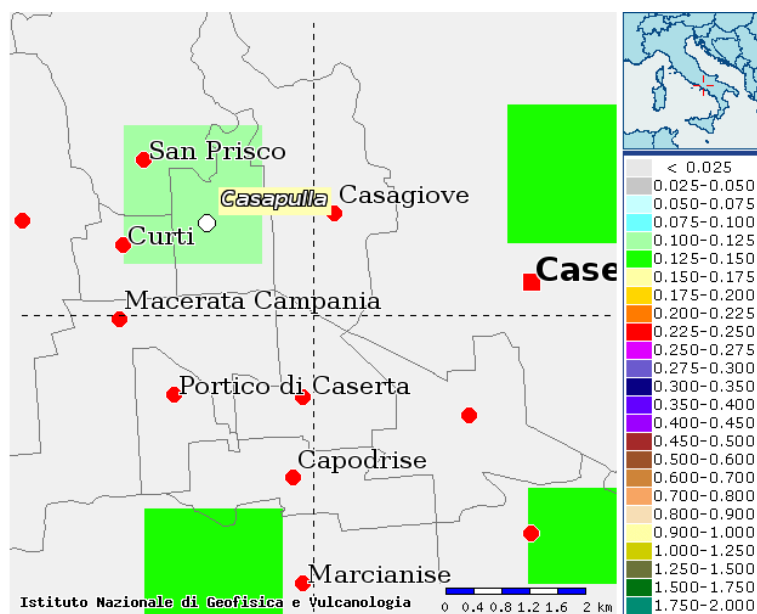 San Prisco
Casapulla
Casagiove
Curti
Case
Macerata Campania
Portico di Caserta
Capodrise
Marcianise
Istituto Nazionale di Geofisica e Vulcanologia
0 0.4 0.8 1.2 1.6 2 km
< 0.025
0.025-0.050
0.050-0.075
0.075-0.100
0.100-0.125
0.125-0.150
0.150-0.175
0.175-0.200
0.200-0.225
0.225-0.250
0.250-0.275
0.275-0.300
0.300-0.350
0.350-0.400
0.400-0.450
0.450-0.500
0.500-0.600
0.600-0.700
0.700-0.800
0.800-0.900
0.900-1.000
1.000-1.250
1.250-1.500
1.500-1.750
1.750-2.000